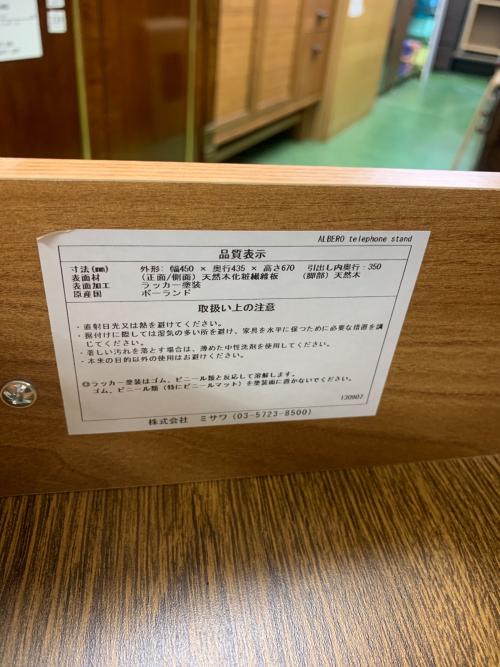 ALBERO telephone stand
品質表示
寸法(mm) 外形: 幅450 × 奥行435 × 高さ670 引出し内奥行:350
表面材 (正面/側面)天然木化粧繊維板 (脚部)天然木
表面加工 ラッカー塗装
原産国 ポーランド
取扱い上の注意
・直射日光又は熱を避けてください。
・据付けに際しては湿気の多い所を避け、家具を水平に保つために必要な措置を講
じてください。
・著しい汚れを落とす場合は、薄めた中性洗剤を使用してください。
・本来の目的以外の使用はお避けください。
◎ラッカー塗装はゴム、ビニール類と反応して溶解します。
ゴム、ビニール類(特にビニールマット)を塗装面に置かないでください。
130907
株式会社 ミサワ(03-5723-8500)